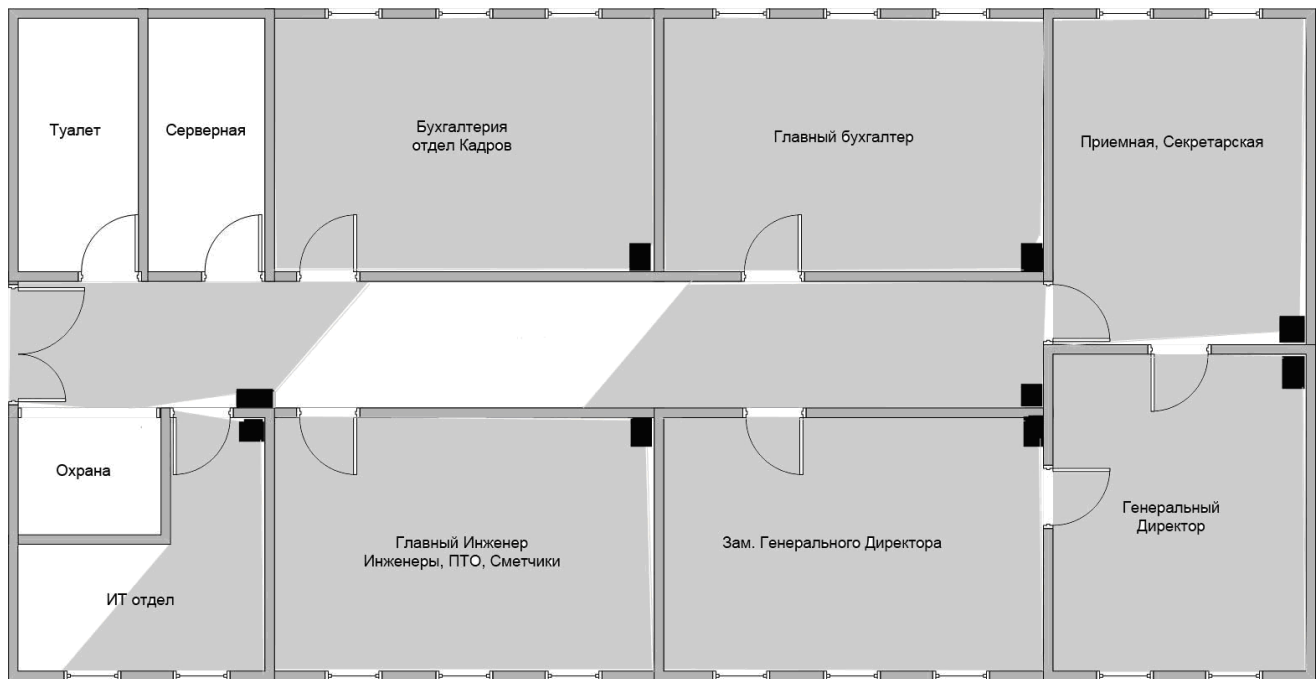 Туалет
Серверная
Бухгалтерия
отдел Кадров
Главный бухгалтер
Приемная, Секретарская
Охрана
ИТ отдел
Главный Инженер
Инженеры, ПТО, Сметчики
Зам. Генерального Директора
Генеральный
Директор